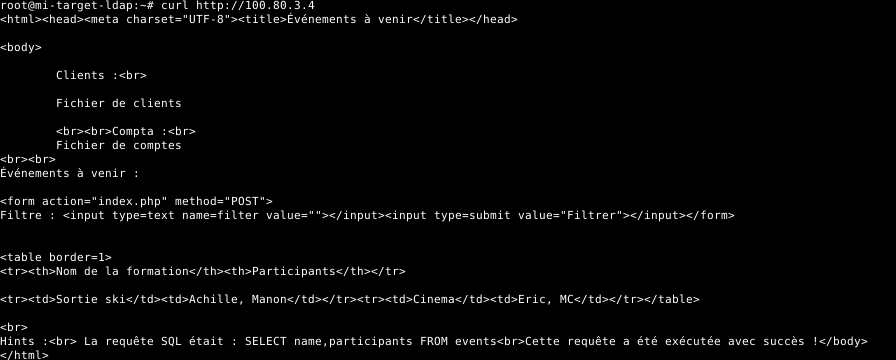 root@mi-target-ldap:~# curl http://100.80.3.4
<html><head><meta charset="UTF-8"><title>Événements à venir</title></head>
<body>
Clients :<br>
Fichier de clients
<br><br>Compta :<br>
Fichier de comptes
<br><br>
Événements à venir :
<form action="index.php" method="POST">
Filtre : <input type=text name=filter value=""></input><input type=submit value="Filtrer"></input></form>
<table border=1>
<tr><th>Nom de la formation</th><th>Participants</th></tr>
<tr><td>Sortie ski</td><td>Achille, Manon</td></tr><tr><td>Cinema</td><td>Eric, MC</td></tr></table>
<br>
Hints :<br> La requête SQL était : SELECT name,participants FROM events<br>Cette requête a été exécutée avec succès !</body>
</html>